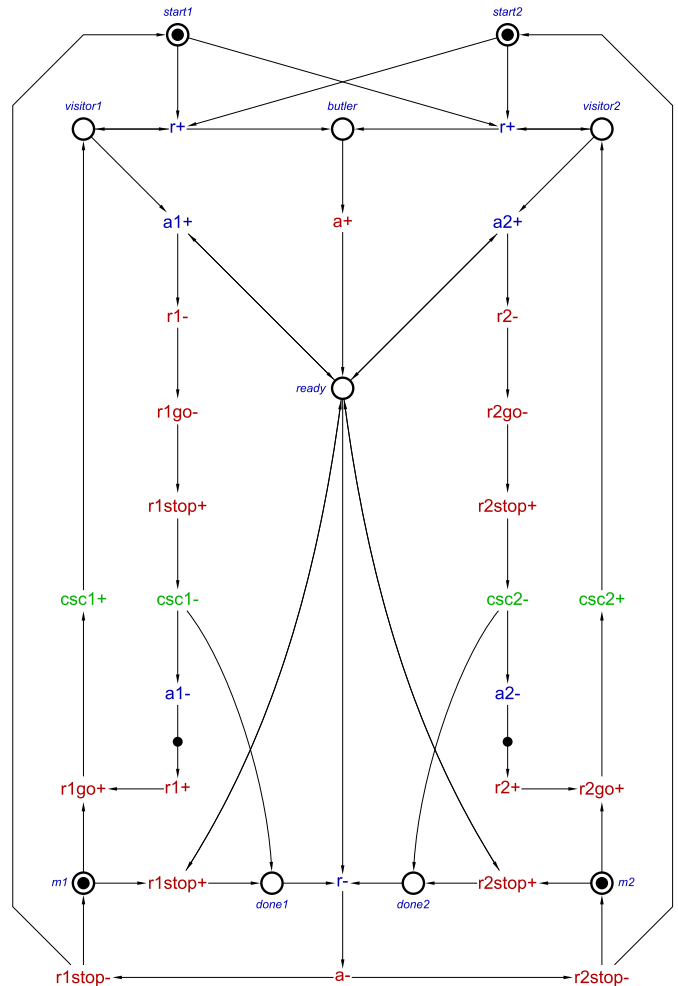 start1 start2
visitor1 butler visitor2
r+ r+
a1+ a+ a2+
r1- r2-
ready
r1go- r2go-
r1stop+ r2stop+
csc1+ csc1- csc2- csc2+
a1- a2-
r1go+ r1+ r2+ r2go+
m1 r1stop+ r- r2stop+ m2
done1 done2
r1stop- a- r2stop-